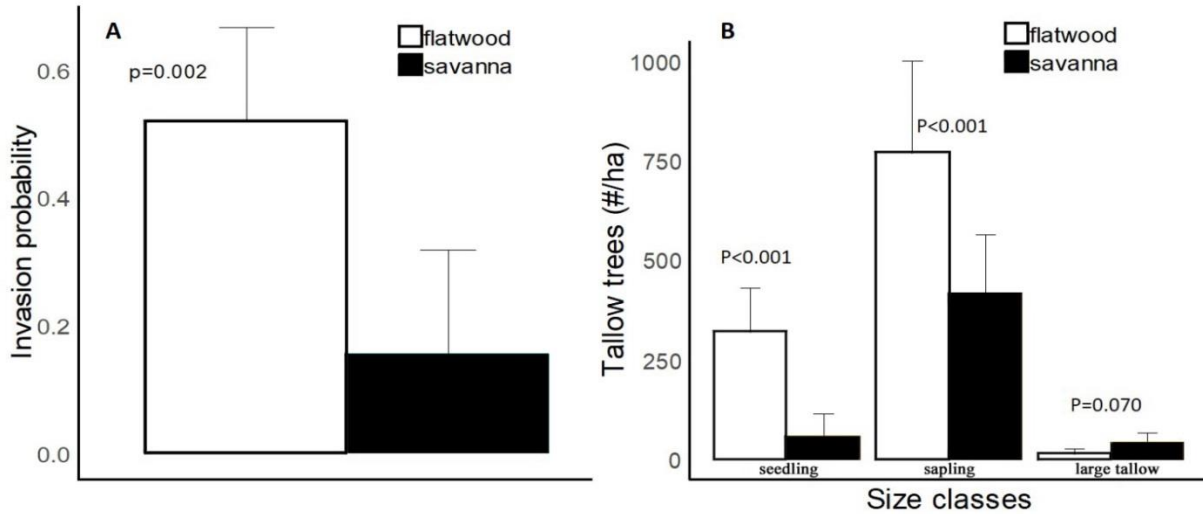 A
flatwood
savanna
p=0.002
0.6
0.4
0.2
0.0
Invasion probability
B
flatwood
savanna
1000
750
500
250
0
Tallow trees (#/ha)
P<0.001
P<0.001
P=0.070
seedling sapling large tallow
Size classes